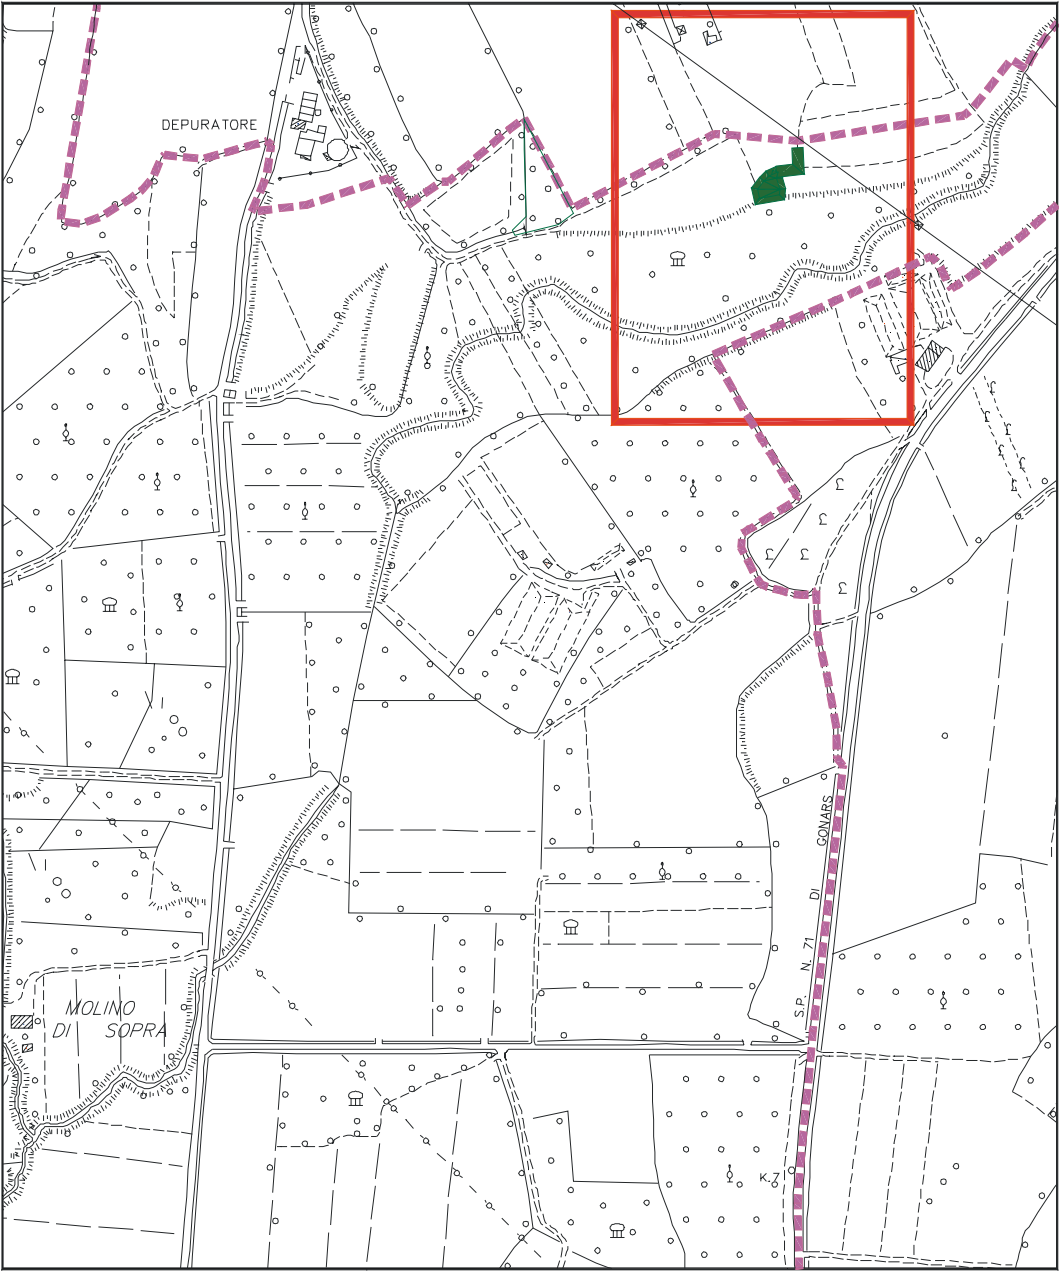 DEPURATORE
S.P. N. 71 DI GONARS
MOLINO
DI SOPRA
K.7